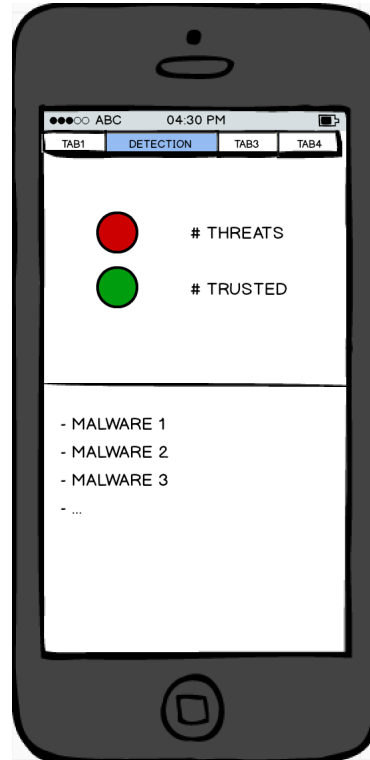 ABC 04:30 PM
TAB1 DETECTION TAB3 TAB4
# THREATS
# TRUSTED
- MALWARE 1
- MALWARE 2
- MALWARE 3
- ...